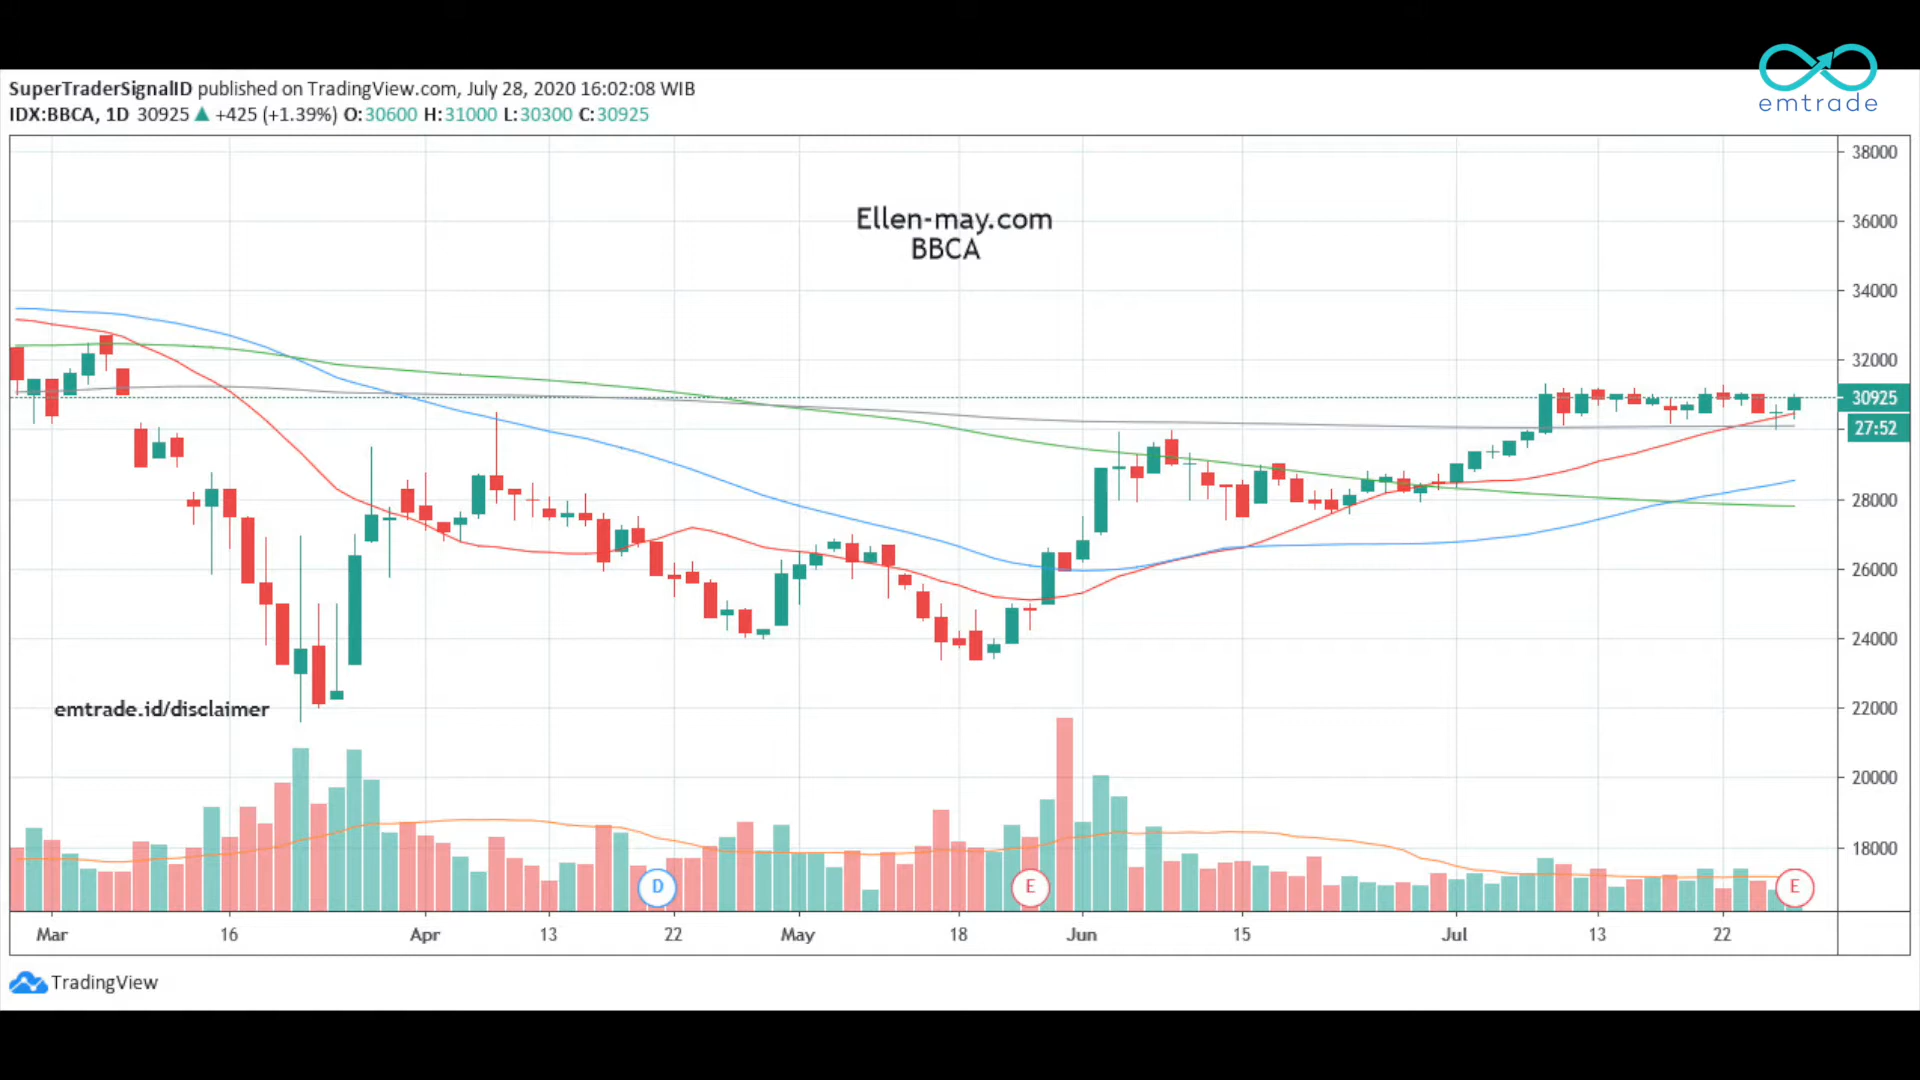 emtrade
SuperTraderSignalID published on TradingView.com, July 28, 2020 16:02:08 WIB
IDX:BBCA, 1D 30925 ▲ +425 (+1.39%) O:30600 H:31000 L:30300 C:30925
Ellen-may.com
BBCA
38000
36000
34000
32000
30925
27:52
28000
26000
24000
22000
20000
18000
emtrade.id/disclaimer
D
E
E
Mar 16 Apr 13 22 May 18 Jun 15 Jul 13 22
TradingView